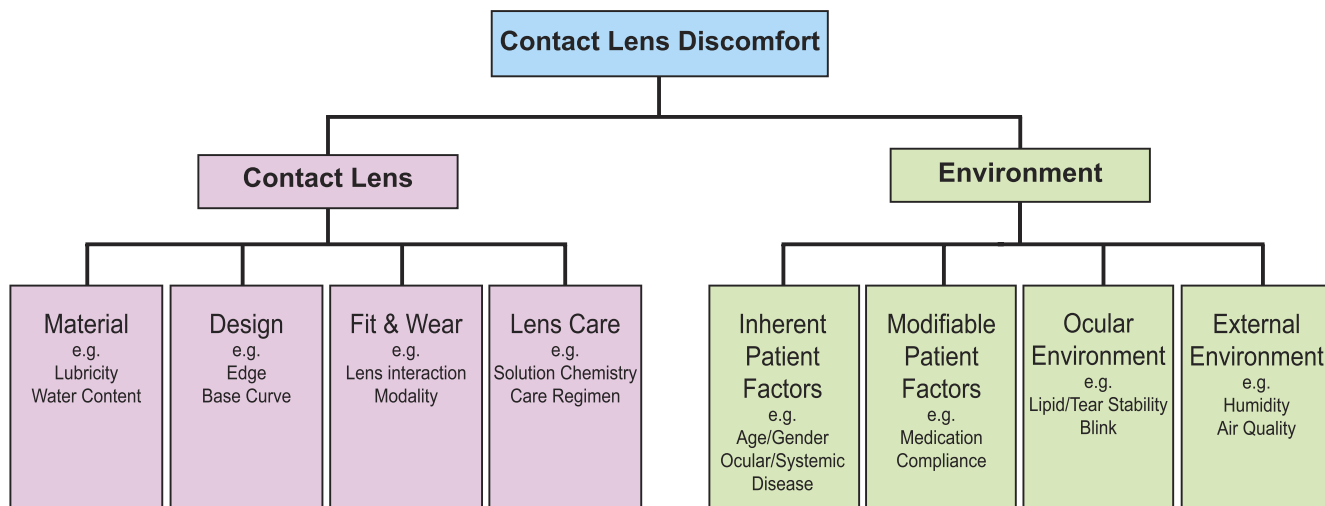 Contact Lens Discomfort
Contact Lens
Environment
Material
e.g.
Lubricity
Water Content
Design
e.g.
Edge
Base Curve
Fit & Wear
e.g.
Lens interaction
Modality
Lens Care
e.g.
Solution Chemistry
Care Regimen
Inherent
Patient
Factors
e.g.
Age/Gender
Ocular/Systemic
Disease
Modifiable
Patient
Factors
e.g.
Medication
Compliance
Ocular
Environment
e.g.
Lipid/Tear Stability
Blink
External
Environment
e.g.
Humidity
Air Quality